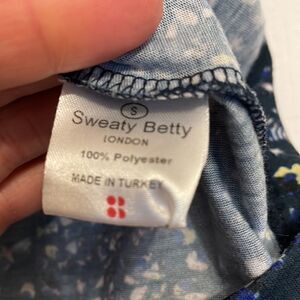 S
Sweaty Betty
LONDON
100% Polyester
MADE IN TURKEY